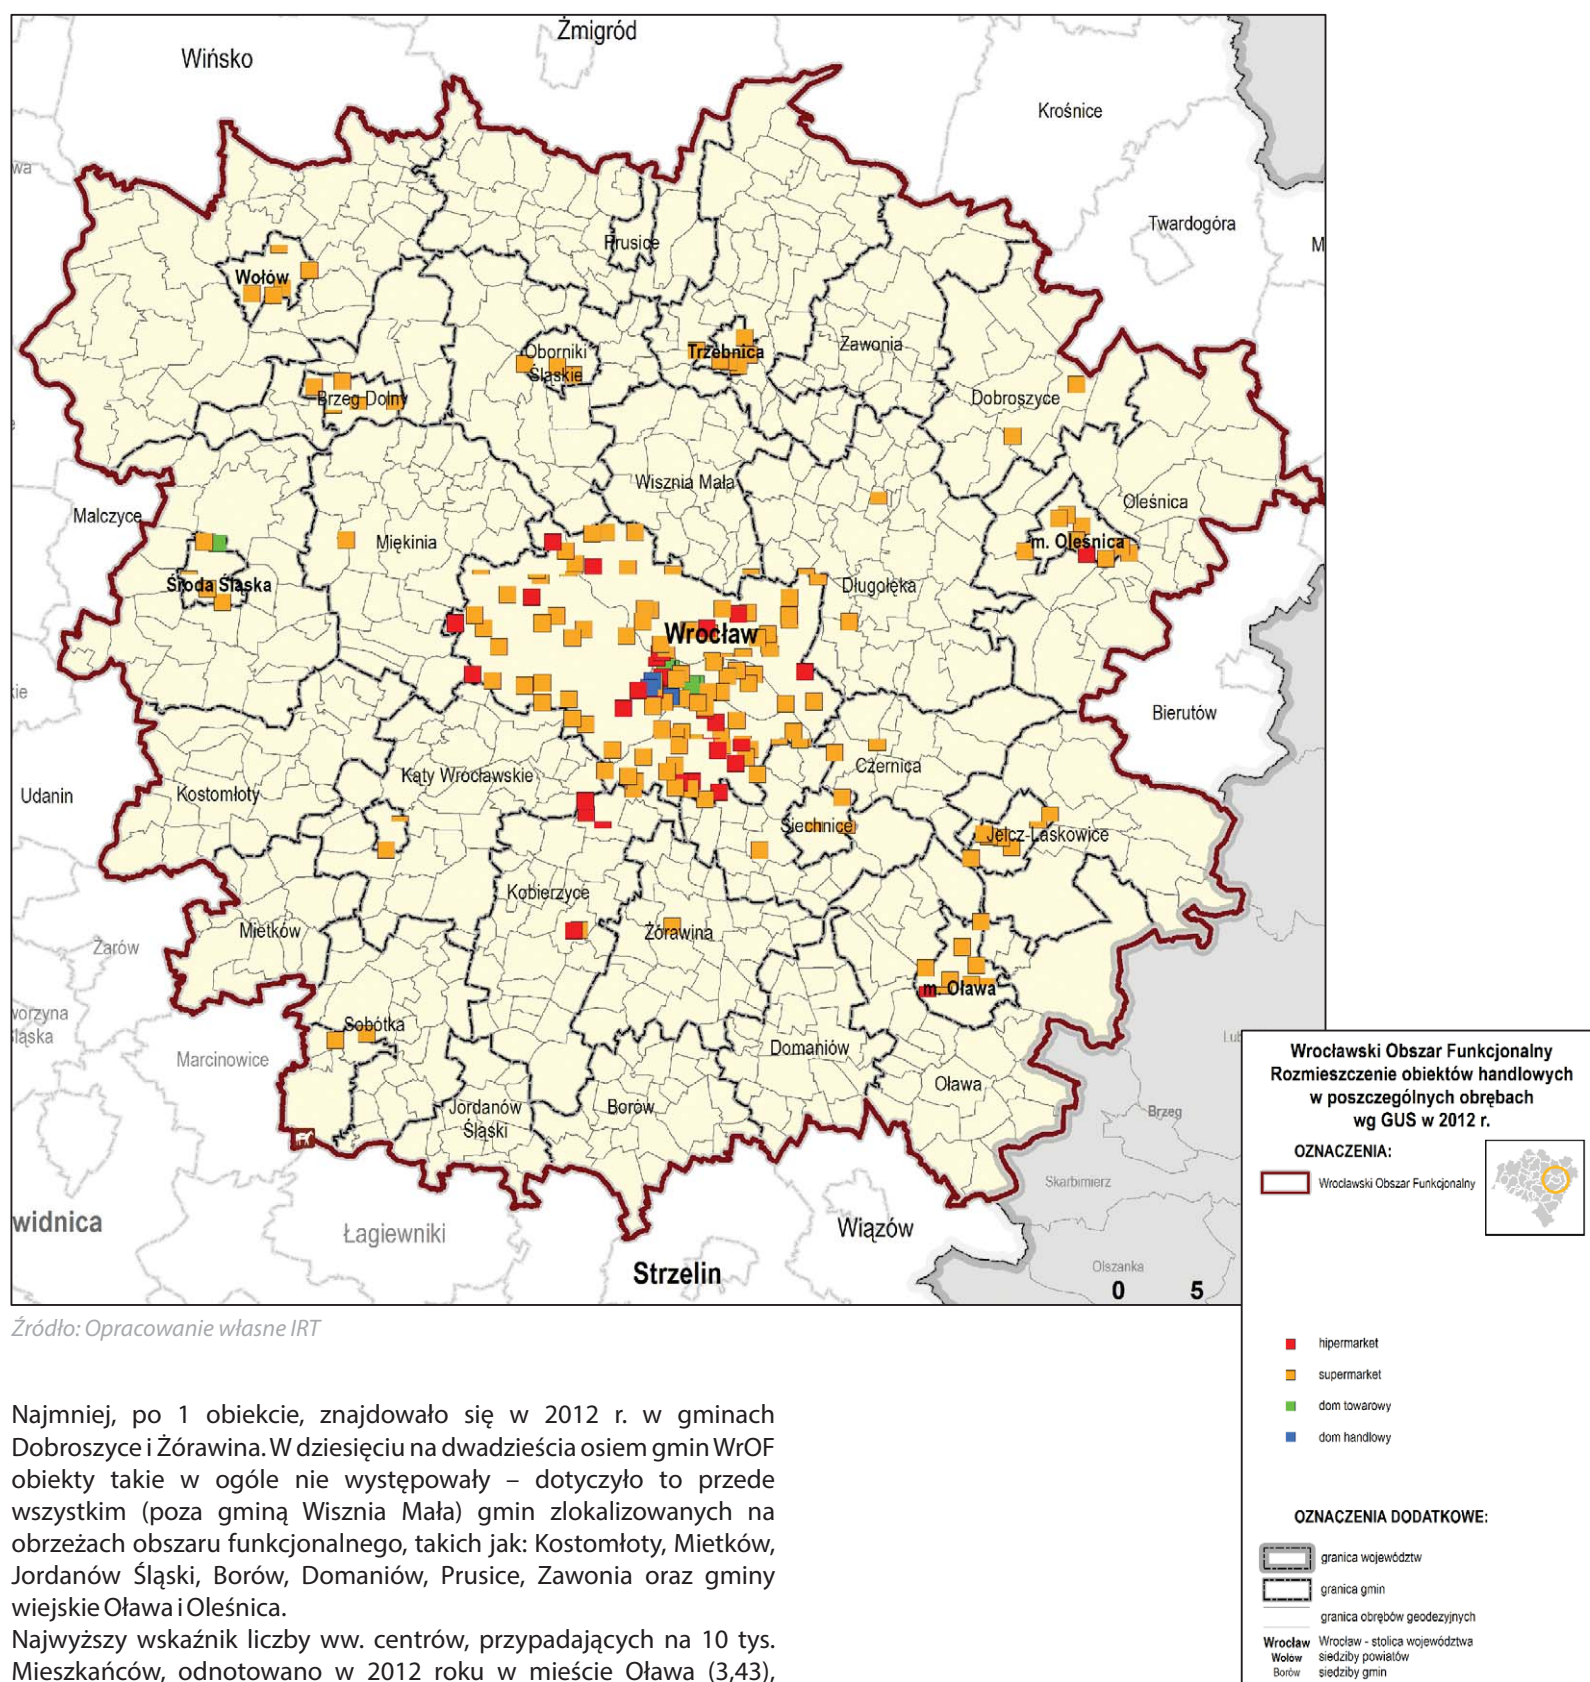 Żmigród
Wińsko
Krośnice
wa
Twardogóra
M
Prusice
Wołów
Oborniki
Śląskie
Trzebnica
Zawonia
Brzeg Dolny
Dobroszyce
Wisznia Mała
Oleśnica
Malczyce
Miękinia
m. Oleśnica
Środa Śląska
Długołęka
Wrocław
kie
Bierutów
Kąty Wrocławskie
Czernica
Udanin
Kostomłoty
Siechnice
Jelcz-Laskowice
Kobierzyce
Mietków
Żórawina
Żarów
m. Oława
worzyna
Śląska
Sobótka
Marcinowice
Domaniów
Lub
Oława
Jordanów
Śląski
Borów
Brzeg
Skarbimierz
widnica
Łagiewniki
Wiązów
Strzelin
Olszanka
0 5
Wrocławski Obszar Funkcjonalny
Rozmieszczenie obiektów handlowych
w poszczególnych obrębach
wg GUS w 2012 r.
OZNACZENIA:
Wrocławski Obszar Funkcjonalny
hipermarket
supermarket
dom towarowy
dom handlowy
OZNACZENIA DODATKOWE:
granica województw
granica gmin
granica obrębów geodezyjnych
Wrocław Wrocław - stolica województwa
Wołów siedziby powiatów
Borów siedziby gmin
Źródło: Opracowanie własne IRT
Najmniej, po 1 obiekcie, znajdowało się w 2012 r. w gminach
Dobroszyce i Żórawina. W dziesięciu na dwadzieścia osiem gmin WrOF
obiekty takie w ogóle nie występowały – dotyczyło to przede
wszystkim (poza gminą Wisznia Mała) gmin zlokalizowanych na
obrzeżach obszaru funkcjonalnego, takich jak: Kostomłoty, Mietków,
Jordanów Śląski, Borów, Domaniów, Prusice, Zawonia oraz gminy
wiejskie Oława i Oleśnica.
Najwyższy wskaźnik liczby ww. centrów, przypadających na 10 tys.
Mieszkańców, odnotowano w 2012 roku w mieście Oława (3,43),